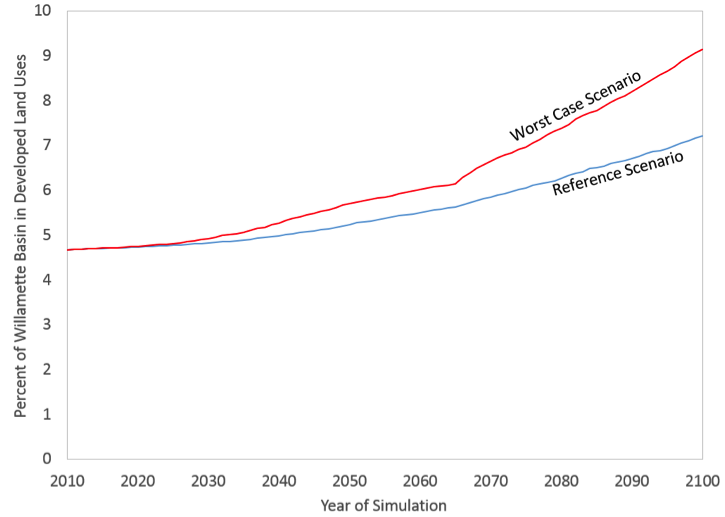 10
9
8
7
6
5
4
3
2
1
0
Percent of Willamette Basin in Developed Land Uses
Worst Case Scenario
Reference Scenario
2010 2020 2030 2040 2050 2060 2070 2080 2090 2100
Year of Simulation